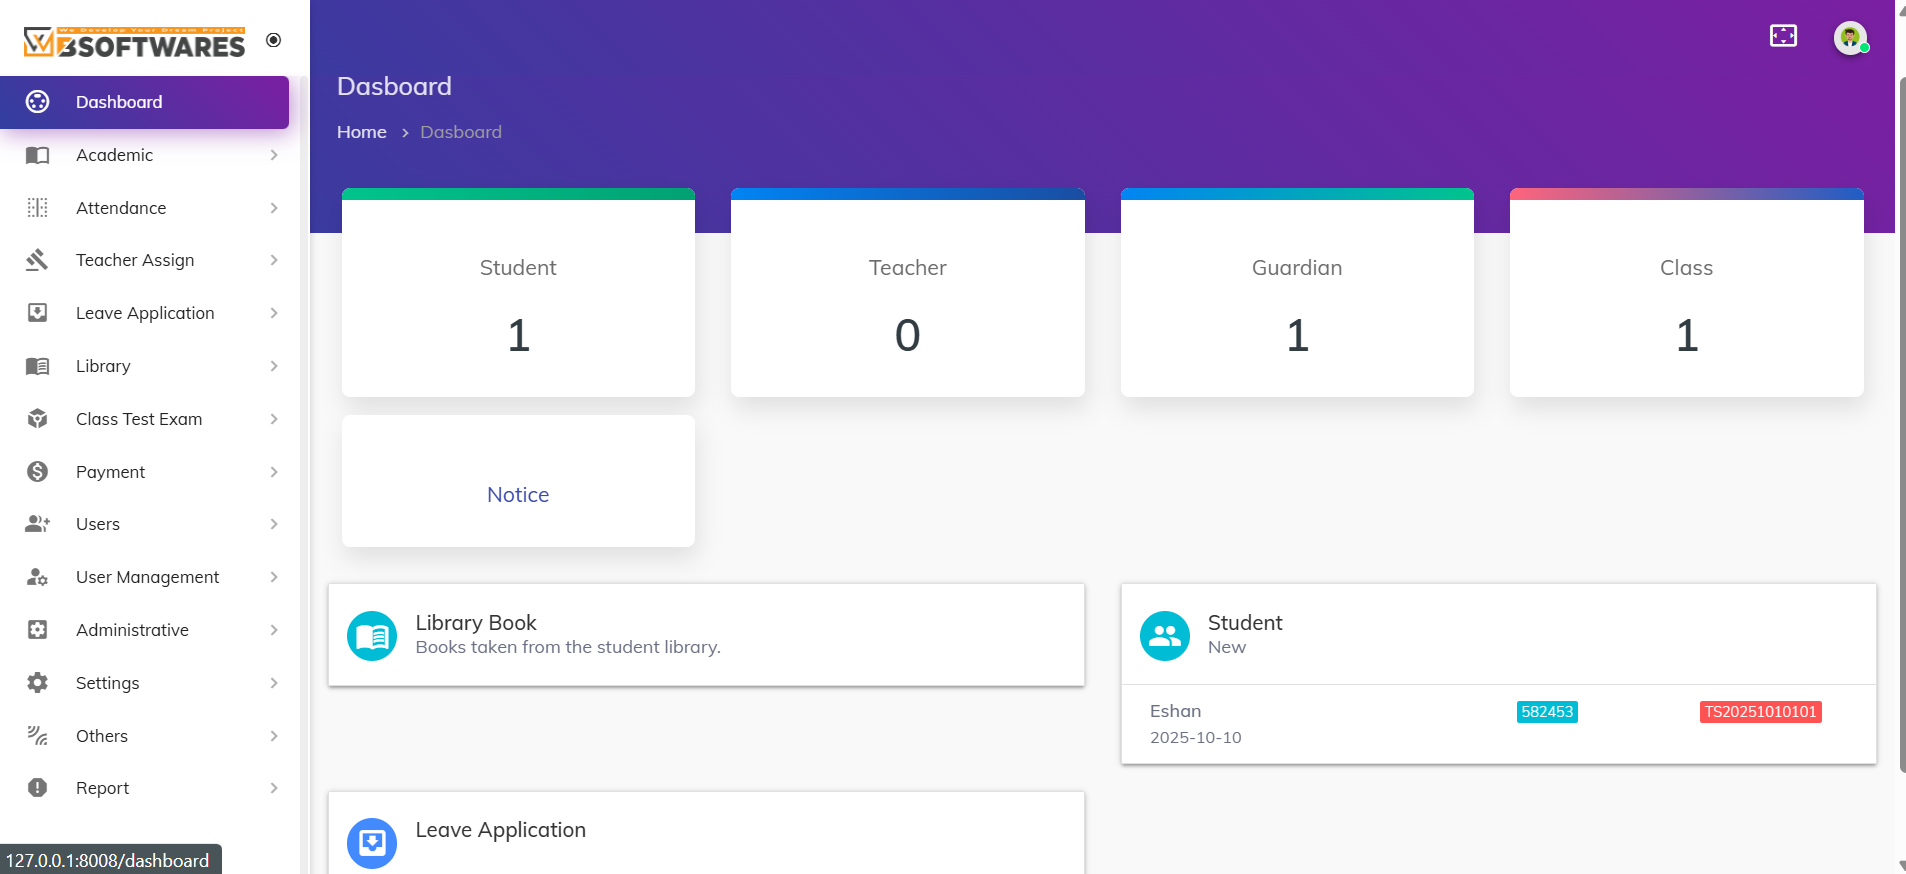 We Develop Your Dream Project
WBSOFTWARES
Dashboard
Academic
Attendance
Teacher Assign
Leave Application
Library
Class Test Exam
Payment
Users
User Management
Administrative
Settings
Others
Report
127.0.0.1:8008/dashboard
Dasboard
Home > Dasboard
Student
1
Teacher
0
Guardian
1
Class
1
Notice
Library Book
Books taken from the student library.
Student
New
Eshan 582453 TS20251010101
2025-10-10
Leave Application